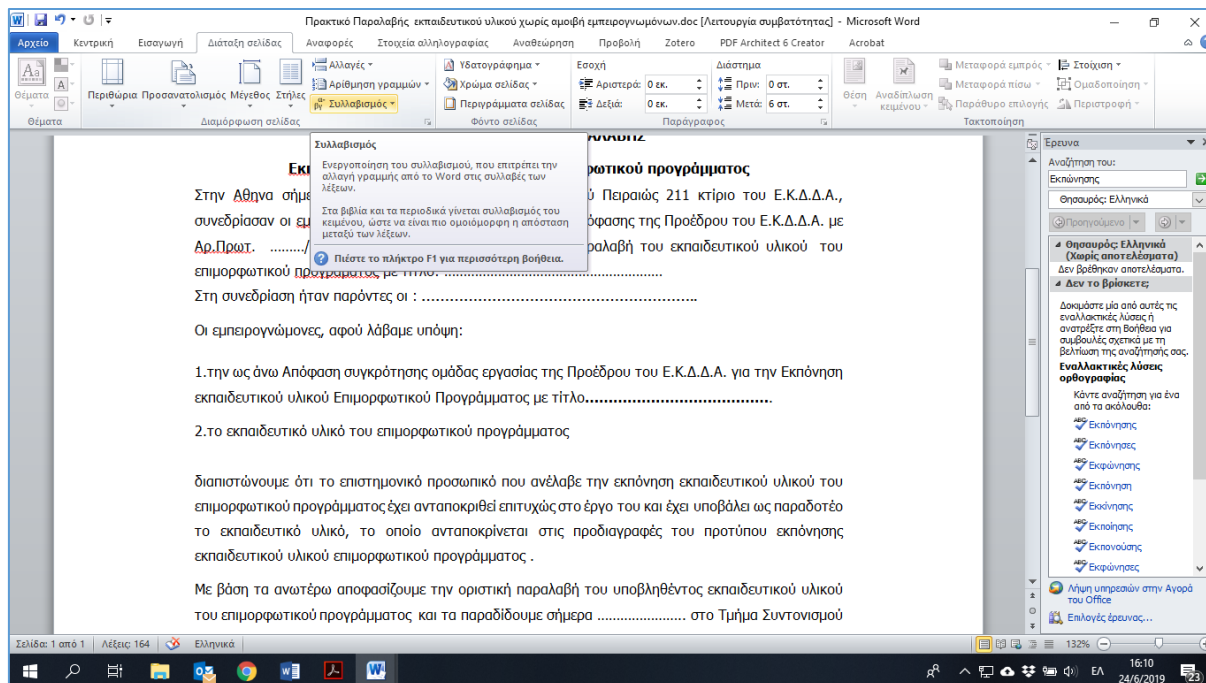 Πρακτικό Παραλαβής εκπαιδευτικού υλικού χωρίς αμοιβή εμπειρογνωμόνων.doc [Λειτουργία συμβατότητας] - Microsoft Word
Αρχείο Κεντρική Εισαγωγή Διάταξη σελίδας Αναφορές Στοιχεία αλληλογραφίας Αναθεώρηση Προβολή Zotero PDF Architect 6 Creator Acrobat
Θέματα
Περιθώρια Προσανατολισμός Μέγεθος Στήλες
Αλλαγές
Αρίθμηση γραμμών
Συλλαβισμός
Διαμόρφωση σελίδας
Υδατογράφημα
Χρώμα σελίδας
Περιγράμματα σελίδας
Φόντο σελίδας
Εσοχή
Αριστερά: 0 εκ.
Δεξιά: 0 εκ.
Διάστημα
Πριν: 0 στ.
Μετά: 6 στ.
Παράγραφος
Θέση
Αναδίπλωση κειμένου
Μεταφορά εμπρός
Μεταφορά πίσω
Παράθυρο επιλογής
Στοίχιση
Ομαδοποίηση
Περιστροφή
Τακτοποίηση
Θέματα
Συλλαβισμός
Ενεργοποίηση του συλλαβισμού, που επιτρέπει την
αλλαγή γραμμής από το Word στις συλλαβές των
λέξεων.
Στα βιβλία και τα περιοδικά γίνεται συλλαβισμός του
κειμένου, ώστε να είναι πιο ομοιόμορφη η απόσταση
μεταξύ των λέξεων.
Πιέστε το πλήκτρο F1 για περισσότερη βοήθεια.
προγράμματος
Στην Αθηνα Πειραιώς 211 κτίριο του Ε.Κ.Δ.Δ.Α.,
συνεδρίασαν οι της Προέδρου του Ε.Κ.Δ.Δ.Α. με
Αρ.Πρωτ. ........./ του εκπαιδευτικού υλικού του
επιμορφωτικού προγράματος με τίτλο: ......................................................
Στη συνεδρίαση ήταν παρόντες οι : ............................................................
Οι εμπειρογνώμονες, αφού λάβαμε υπόψη:
1.την ως άνω Απόφαση συγκρότησης ομάδας εργασίας της Προέδρου του Ε.Κ.Δ.Δ.Α. για την Εκπόνηση
εκπαιδευτικού υλικού Επιμορφωτικού Προγράμματος με τίτλο........................................
2.το εκπαιδευτικό υλικό του επιμορφωτικού προγράμματος
διαπιστώνουμε ότι το επιστημονικό προσωπικό που ανέλαβε την εκπόνηση εκπαιδευτικού υλικού του
επιμορφωτικού προγράμματος έχει ανταποκριθεί επιτυχώς στο έργο του και έχει υποβάλει ως παραδοτέο
το εκπαιδευτικό υλικό, το οποίο ανταποκρίνεται στις προδιαγραφές του προτύπου εκπόνησης
εκπαιδευτικού υλικού επιμορφωτικού προγράμματος .
Με βάση τα ανωτέρω αποφασίζουμε την οριστική παραλαβή του υποβληθέντος εκπαιδευτικού υλικού
του επιμορφωτικού προγράμματος και τα παραδίδουμε σήμερα ...................... στο Τμήμα Συντονισμού
Έρευνα
Αναζήτηση του:
Εκπώνησης
Θησαυρός: Ελληνικά
Προηγούμενο
Θησαυρός: Ελληνικά
(Χωρίς αποτελέσματα)
Δεν βρέθηκαν αποτελέσματα.
Δεν το βρίσκετε;
Δοκιμάστε μία από αυτές τις
εναλλακτικές λύσεις ή
ανατρέξτε στη Βοήθεια για
συμβουλές σχετικά με τη
βελτίωση της αναζήτησής σας.
Εναλλακτικές λύσεις
ορθογραφίας
Κάντε αναζήτηση για ένα
από τα ακόλουθα:
Εκπόνησης
Εκπόνησες
Εκφώνησης
Εκπόνηση
Εκκίνησης
Εκποίησης
Εκπονούσης
Εκφώνησες
Λήψη υπηρεσιών στην Αγορά
του Office
Επιλογές έρευνας...
Σελίδα: 1 από 1 Λέξεις: 164 Ελληνικά 132%
ΕΛ 16:10
24/6/2019 23